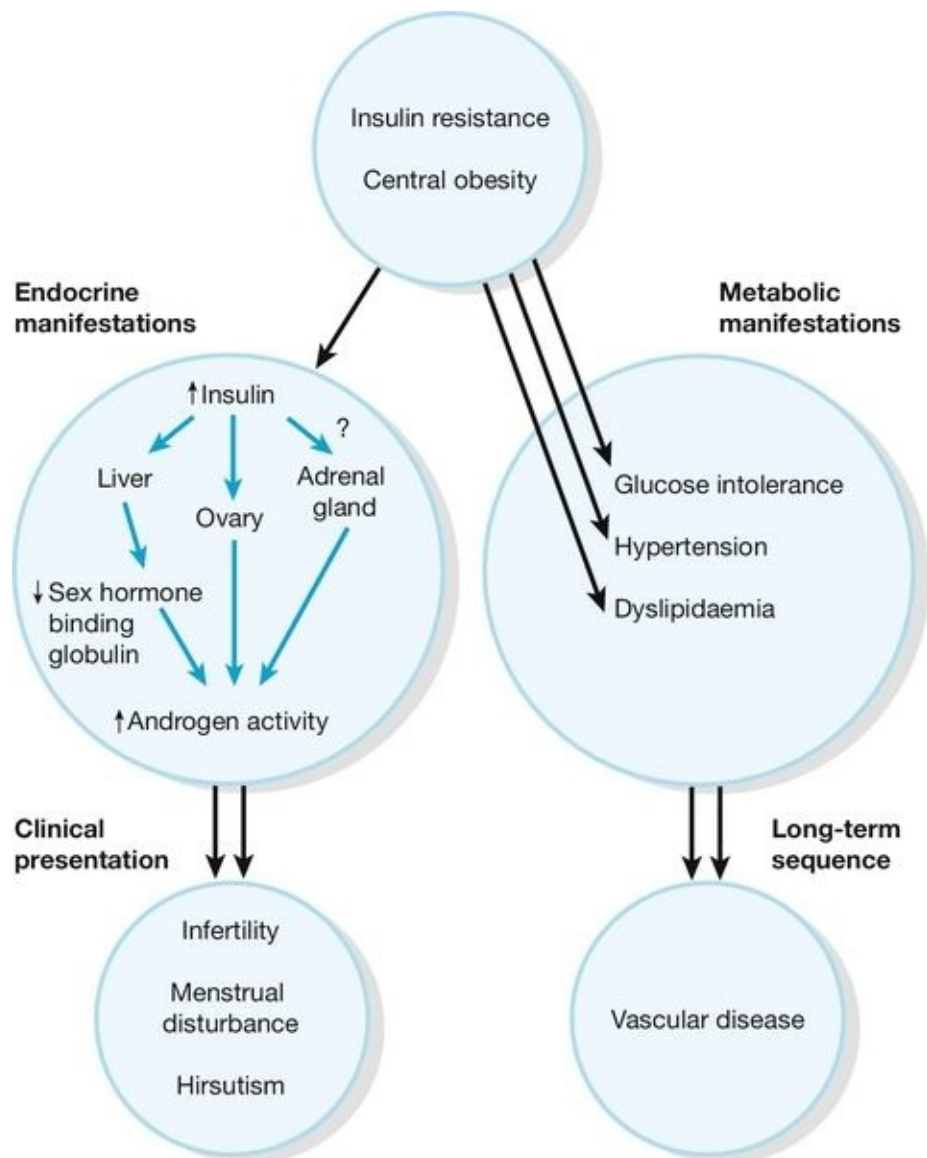 Insulin resistance
Central obesity
Endocrine
manifestations
↑Insulin
?
Liver
Ovary
Adrenal
gland
↓Sex hormone
binding
globulin
↑Androgen activity
Metabolic
manifestations
Glucose intolerance
Hypertension
Dyslipidaemia
Clinical
presentation
Infertility
Menstrual
disturbance
Hirsutism
Long-term
sequence
Vascular disease